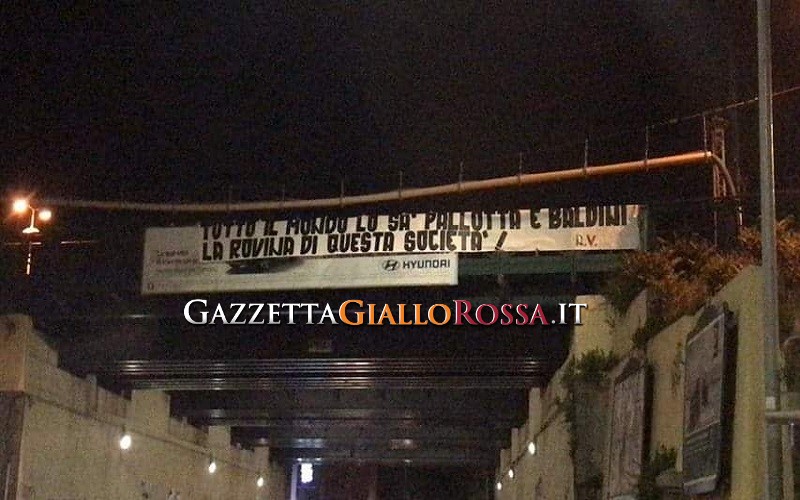 TUTTO IL MONDO LO SA' PALLOTTA E BALDINI
LA ROVINA DI QUESTA SOCIETA' !
R.V.
HYUNDAI
GAZZETTAGIALLOROSSA.IT